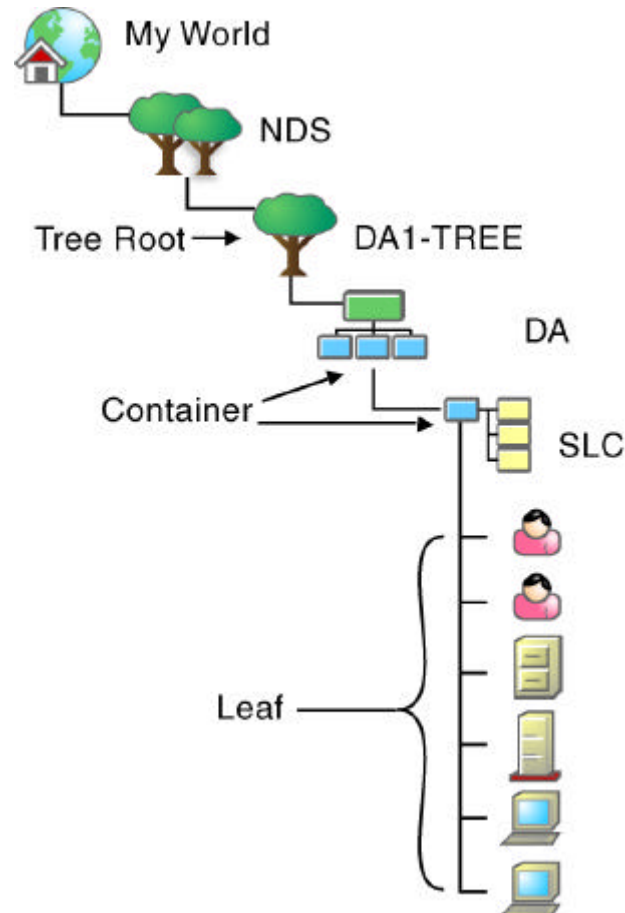 My World
NDS
Tree Root
DA1-TREE
DA
Container
SLC
Leaf